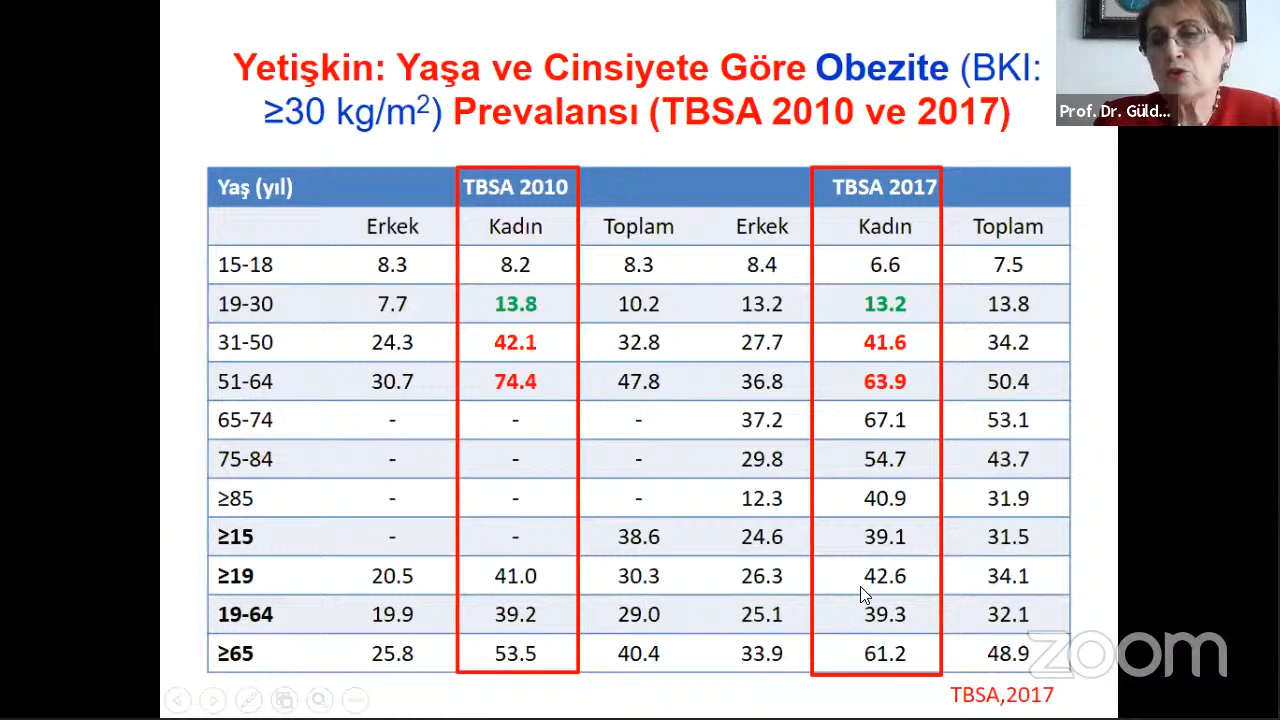 Yetişkin: Yaşa ve Cinsiyete Göre Obezite (BKI:
≥30 kg/m²) Prevalansı (TBSA 2010 ve 2017)
Prof. Dr. Güld...
Yaş (yıl) TBSA 2010 TBSA 2017
Erkek Kadın Toplam Erkek Kadın Toplam
15-18 8.3 8.2 8.3 8.4 6.6 7.5
19-30 7.7 13.8 10.2 13.2 13.2 13.8
31-50 24.3 42.1 32.8 27.7 41.6 34.2
51-64 30.7 74.4 47.8 36.8 63.9 50.4
65-74 - - - 37.2 67.1 53.1
75-84 - - - 29.8 54.7 43.7
≥85 - - - 12.3 40.9 31.9
≥15 - - 38.6 24.6 39.1 31.5
≥19 20.5 41.0 30.3 26.3 42.6 34.1
19-64 19.9 39.2 29.0 25.1 39.3 32.1
≥65 25.8 53.5 40.4 33.9 61.2 48.9
zoom
TBSA,2017